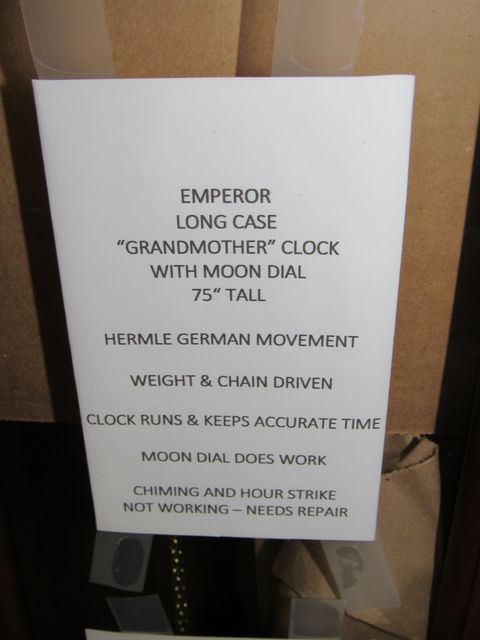 EMPEROR
LONG CASE
“GRANDMOTHER” CLOCK
WITH MOON DIAL
75“ TALL
HERMLE GERMAN MOVEMENT
WEIGHT & CHAIN DRIVEN
CLOCK RUNS & KEEPS ACCURATE TIME
MOON DIAL DOES WORK
CHIMING AND HOUR STRIKE
NOT WORKING – NEEDS REPAIR